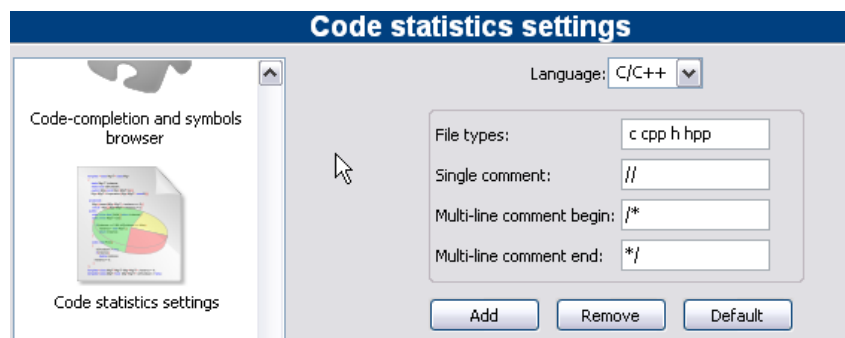 Code statistics settings
Language: C/C++
Code-completion and symbols
browser
File types: c cpp h hpp
Single comment: //
Multi-line comment begin: /*
Multi-line comment end: */
Code statistics settings
Add Remove Default